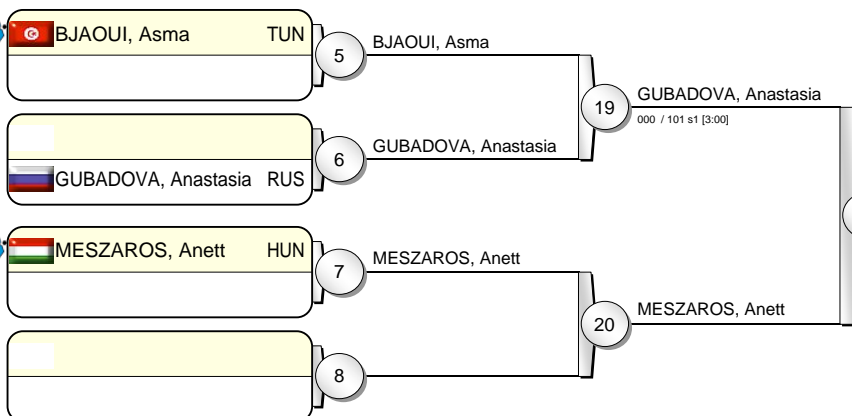 BJAOUI, Asma TUN
5
BJAOUI, Asma
19
GUBADOVA, Anastasia
000 / 101 s1 [3:00]
6
GUBADOVA, Anastasia
GUBADOVA, Anastasia RUS
MESZAROS, Anett HUN
7
MESZAROS, Anett
20
MESZAROS, Anett
8